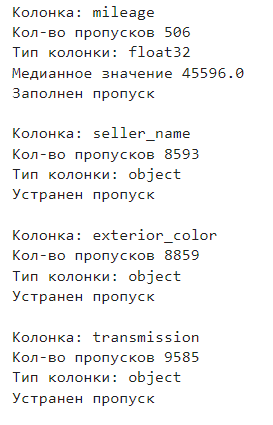 Колонка: mileage
Кол-во пропусков 506
Тип колонки: float32
Медианное значение 45596.0
Заполнен пропуск
Колонка: seller_name
Кол-во пропусков 8593
Тип колонки: object
Устранен пропуск
Колонка: exterior_color
Кол-во пропусков 8859
Тип колонки: object
Устранен пропуск
Колонка: transmission
Кол-во пропусков 9585
Тип колонки: object
Устранен пропуск